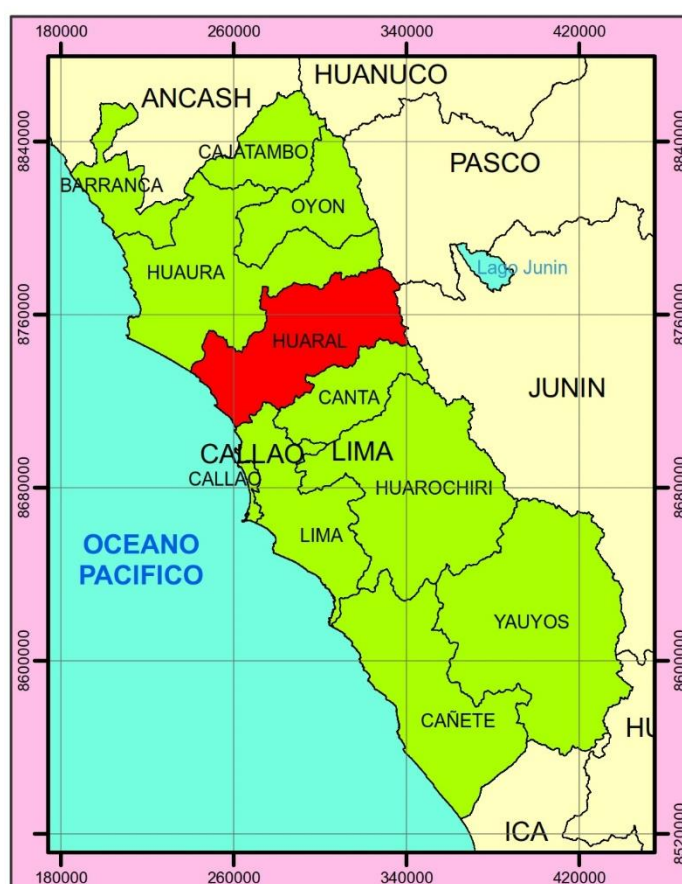 180000
260000
340000
420000
HUANUCO
ANCASH
8840000
8840000
CAJATAMBO
PASCO
BARRANCA
OYON
HUAURA
Lago Junin
8760000
8760000
HUARAL
JUNIN
CANTA
CALLAO
LIMA
CALLAO
HUAROCHIRI
8680000
8680000
LIMA
OCEANO
PACIFICO
YAUYOS
8600000
8600000
CAÑETE
HU
ICA
8520000
8520000
180000
260000
340000
420000